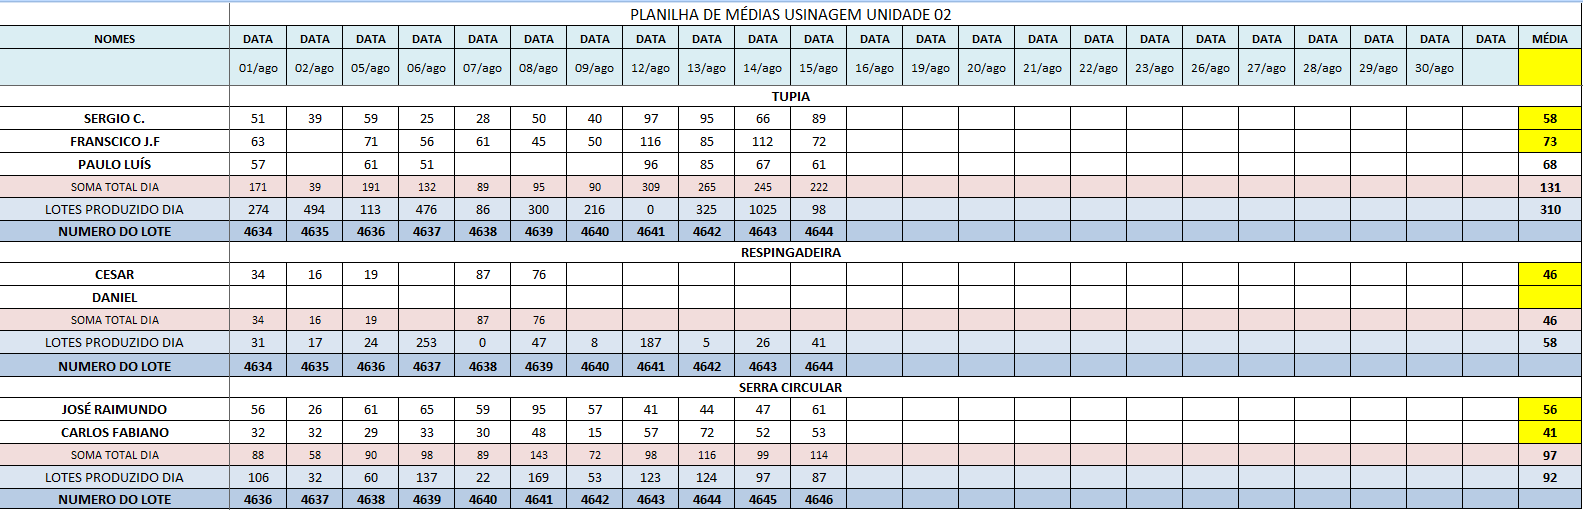 PLANILHA DE MÉDIAS USINAGEM UNIDADE 02
NOMES DATA DATA DATA DATA DATA DATA DATA DATA DATA DATA DATA DATA DATA DATA DATA DATA DATA DATA DATA DATA DATA DATA DATA MÉDIA
01/ago 02/ago 05/ago 06/ago 07/ago 08/ago 09/ago 12/ago 13/ago 14/ago 15/ago 16/ago 19/ago 20/ago 21/ago 22/ago 23/ago 26/ago 27/ago 28/ago 29/ago 30/ago
TUPIA
SERGIO C. 51 39 59 25 28 50 40 97 95 66 89 58
FRANSCICO J.F 63 71 56 61 45 50 116 85 112 72 73
PAULO LUÍS 57 61 51 96 85 67 61 68
SOMA TOTAL DIA 171 39 191 132 89 95 90 309 265 245 222 131
LOTES PRODUZIDO DIA 274 494 113 476 86 300 216 0 325 1025 98 310
NUMERO DO LOTE 4634 4635 4636 4637 4638 4639 4640 4641 4642 4643 4644
RESPINGADEIRA
CESAR 34 16 19 87 76 46
DANIEL
SOMA TOTAL DIA 34 16 19 87 76 46
LOTES PRODUZIDO DIA 31 17 24 253 0 47 8 187 5 26 41 58
NUMERO DO LOTE 4634 4635 4636 4637 4638 4639 4640 4641 4642 4643 4644
SERRA CIRCULAR
JOSÉ RAIMUNDO 56 26 61 65 59 95 57 41 44 47 61 56
CARLOS FABIANO 32 32 29 33 30 48 15 57 72 52 53 41
SOMA TOTAL DIA 88 58 90 98 89 143 72 98 116 99 114 97
LOTES PRODUZIDO DIA 106 32 60 137 22 169 53 123 124 97 87 92
NUMERO DO LOTE 4636 4637 4638 4639 4640 4641 4642 4643 4644 4645 4646